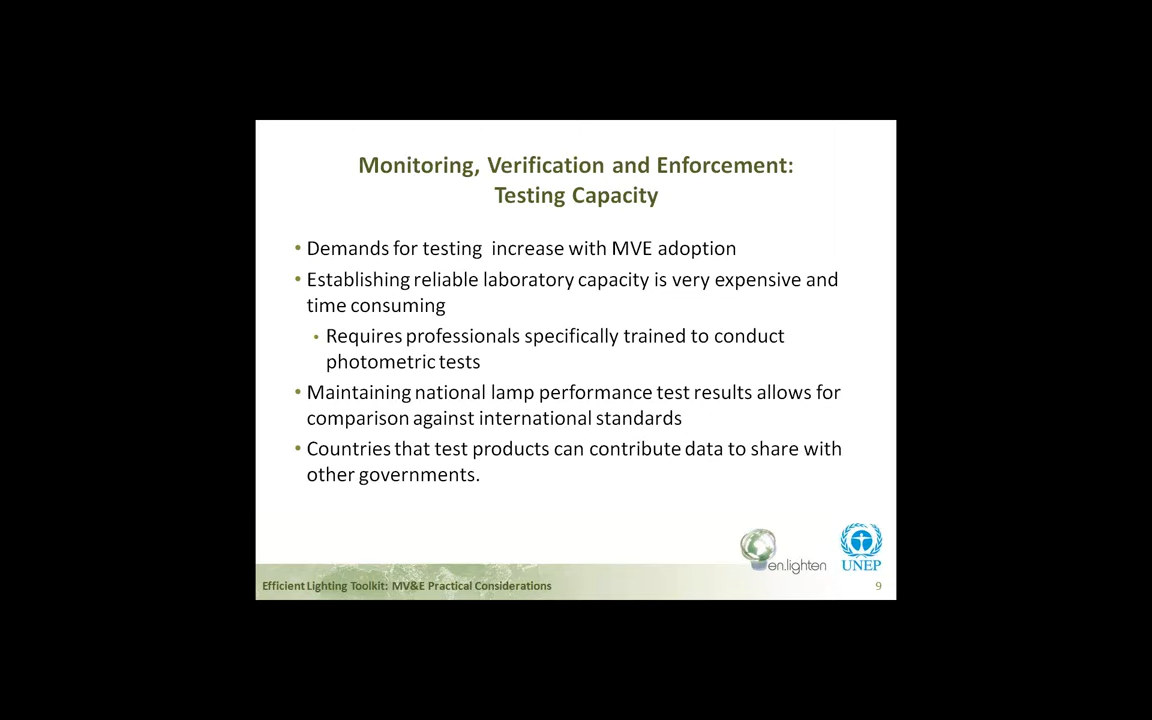 Monitoring, Verification and Enforcement:
Testing Capacity
• Demands for testing  increase with MVE adoption
• Establishing reliable laboratory capacity is very expensive and
time consuming
• Requires professionals specifically trained to conduct
photometric tests
• Maintaining national lamp performance test results allows for
comparison against international standards
• Countries that test products can contribute data to share with
other governments.
en.lighten
UNEP
Efficient Lighting Toolkit: MV&E Practical Considerations
9